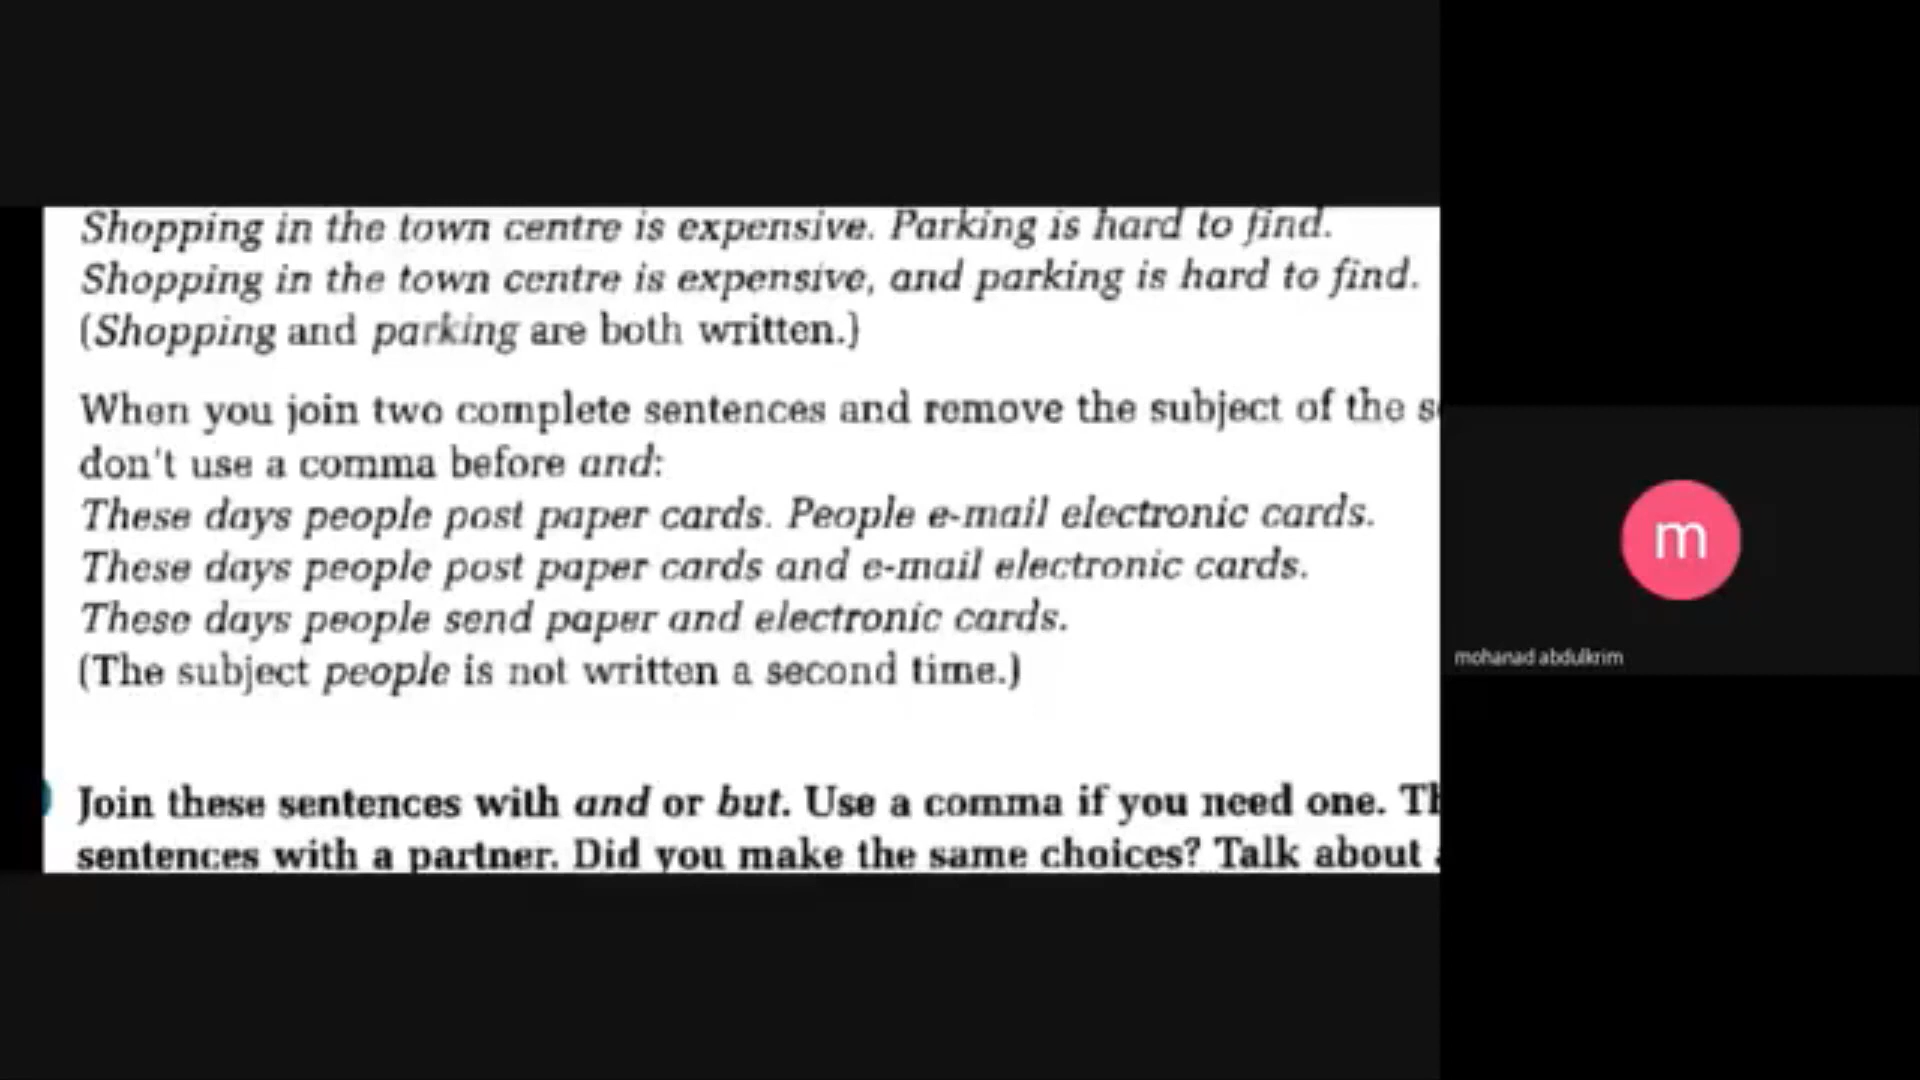 Shopping in the town centre is expensive. Parking is hard to find.
Shopping in the town centre is expensive, and parking is hard to find.
(Shopping and parking are both written.)
When you join two complete sentences and remove the subject of the
don't use a comma before and:
These days people post paper cards. People e-mail electronic cards.
These days people post paper cards and e-mail electronic cards.
These days people send paper and electronic cards.
(The subject people is not written a second time.)
Join these sentences with and or but. Use a comma if you need one.
sentences with a partner. Did you make the same choices? Talk about
m
mohanad abdulkrim